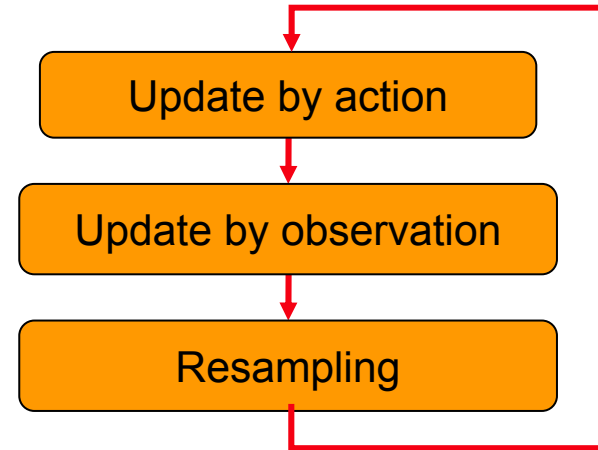 Update by action
Update by observation
Resampling